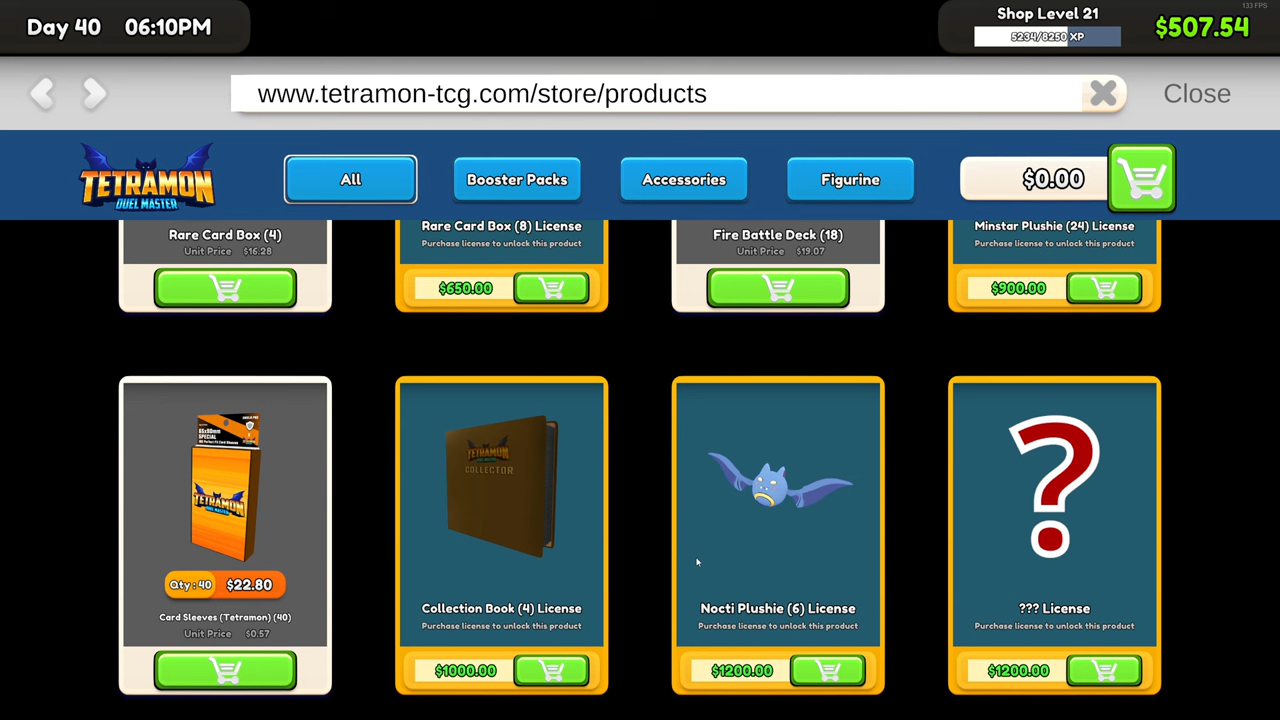 133 FPS
Day 40 06:10PM
Shop Level 21
5234/8250 XP
$507.54
www.tetramon-tcg.com/store/products
Close
TETRAMON
DUEL MASTER
All
Booster Packs
Accessories
Figurine
$0.00
Rare Card Box (4)
Unit Price $16.28
Rare Card Box (8) License
Purchase license to unlock this product
$650.00
Fire Battle Deck (18)
Unit Price $19.07
Minstar Plushie (24) License
Purchase license to unlock this product
$900.00
SPECIAL
TETRAMON
Qty : 40 $22.80
Card Sleeves (Tetramon) (40)
Unit Price $0.57
TETRAMON
COLLECTOR
Collection Book (4) License
Purchase license to unlock this product
$1000.00
Nocti Plushie (6) License
Purchase license to unlock this product
$1200.00
?
??? License
Purchase license to unlock this product
$1200.00